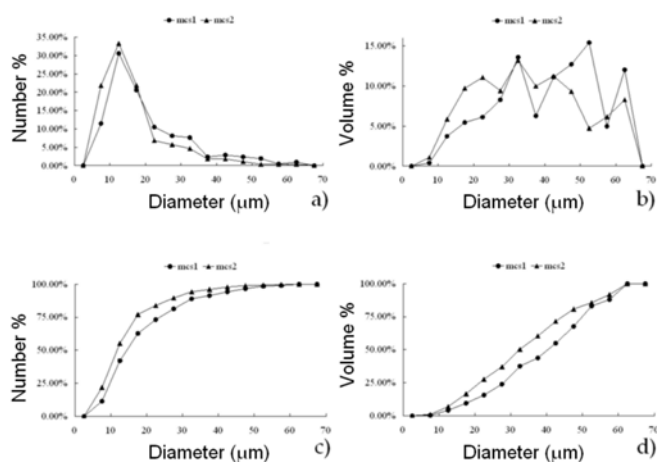 mcs1 mcs2
35.00%
30.00%
25.00%
20.00%
15.00%
10.00%
5.00%
0.00%
Number %
0 10 20 30 40 50 60 70
Diameter (μm)
a)
mcs1 mcs2
15.00%
10.00%
5.00%
0.00%
Volume %
0 10 20 30 40 50 60 70
Diameter (μm)
b)
mcs1 mcs2
100.00%
75.00%
50.00%
25.00%
0.00%
Number %
0 10 20 30 40 50 60 70
Diameter (μm)
c)
mcs1 mcs2
100.00%
75.00%
50.00%
25.00%
0.00%
Volume %
0 10 20 30 40 50 60 70
Diameter (μm)
d)